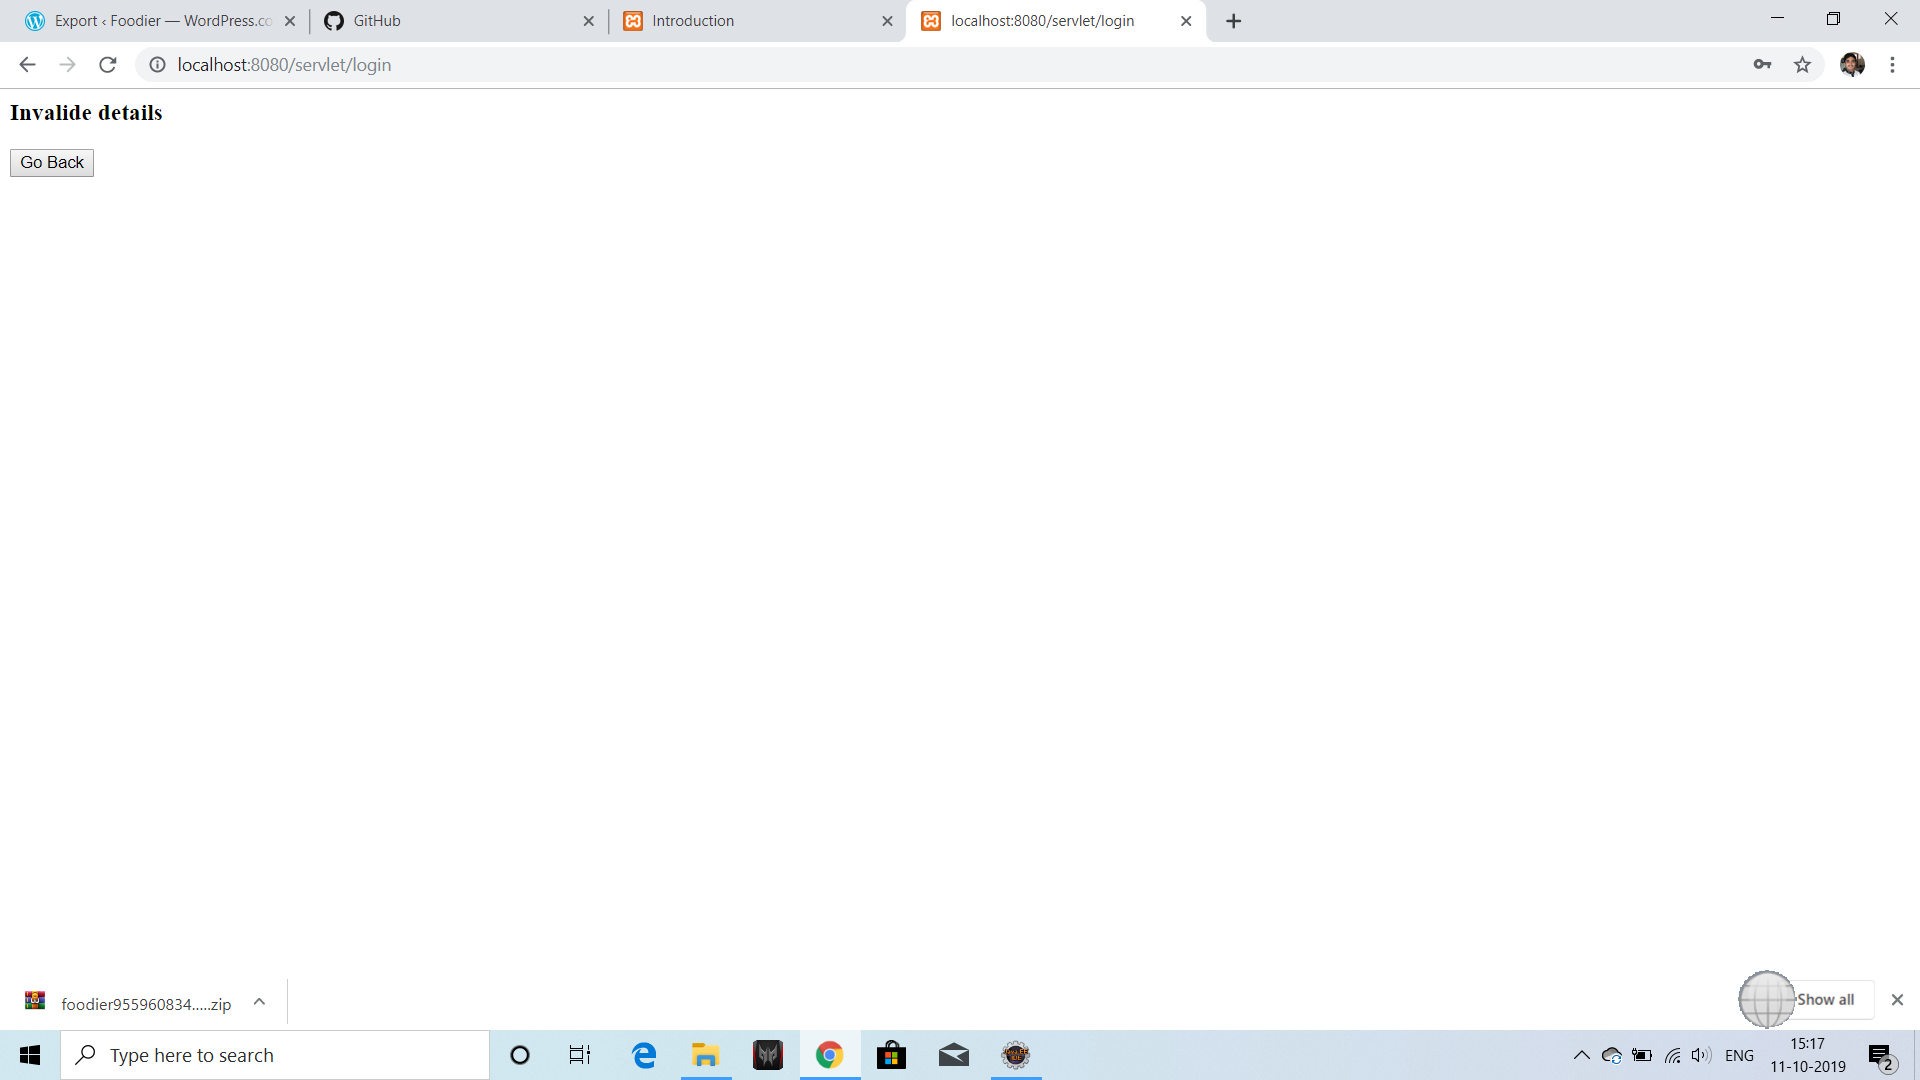 Export ‹ Foodier — WordPress.co
GitHub
Introduction
localhost:8080/servlet/login
localhost:8080/servlet/login
Invalide details
Go Back
foodier955960834.....zip
Show all
Type here to search
ENG
15:17
11-10-2019
2